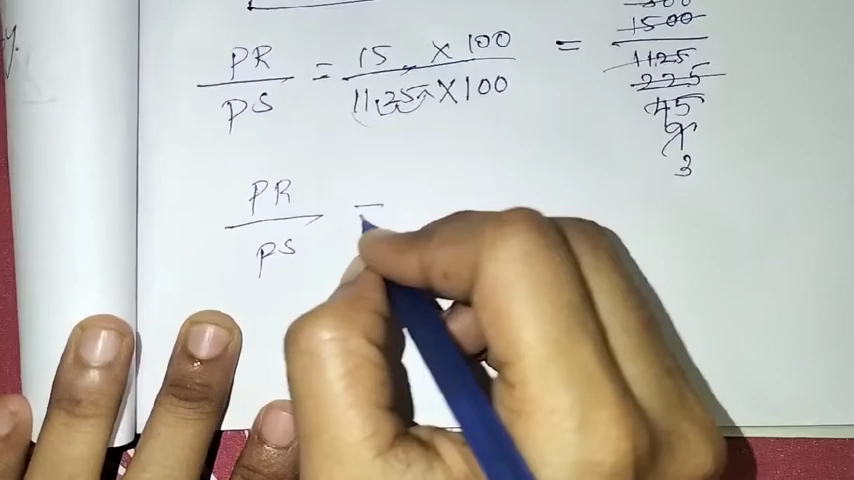 PR/PS = 15 × 100 / 11.25 × 100 = 1500 / 1125
225
45
9
3
PR/PS =